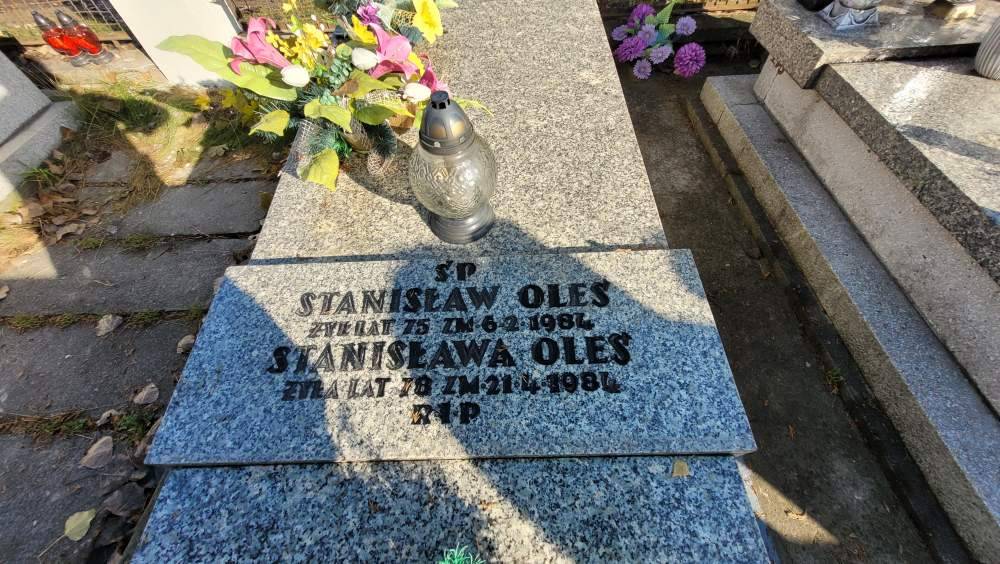 ŚP
STANISŁAW OLEŚ
ŻYŁ LAT 75 ZM 6·2·1984
STANISŁAWA OLEŚ
ŻYŁA LAT 78 ZM 21·4·1984
RIP